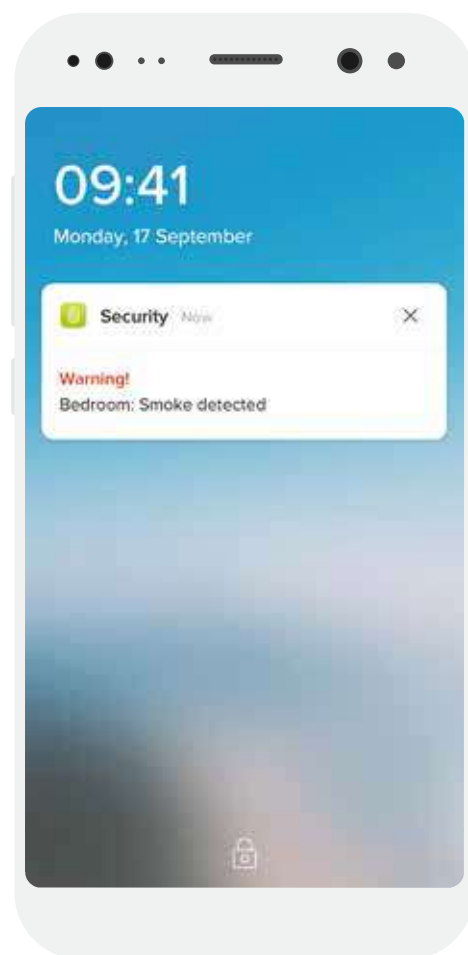 09:41
Monday, 17 September
Security Now
Warning!
Bedroom: Smoke detected